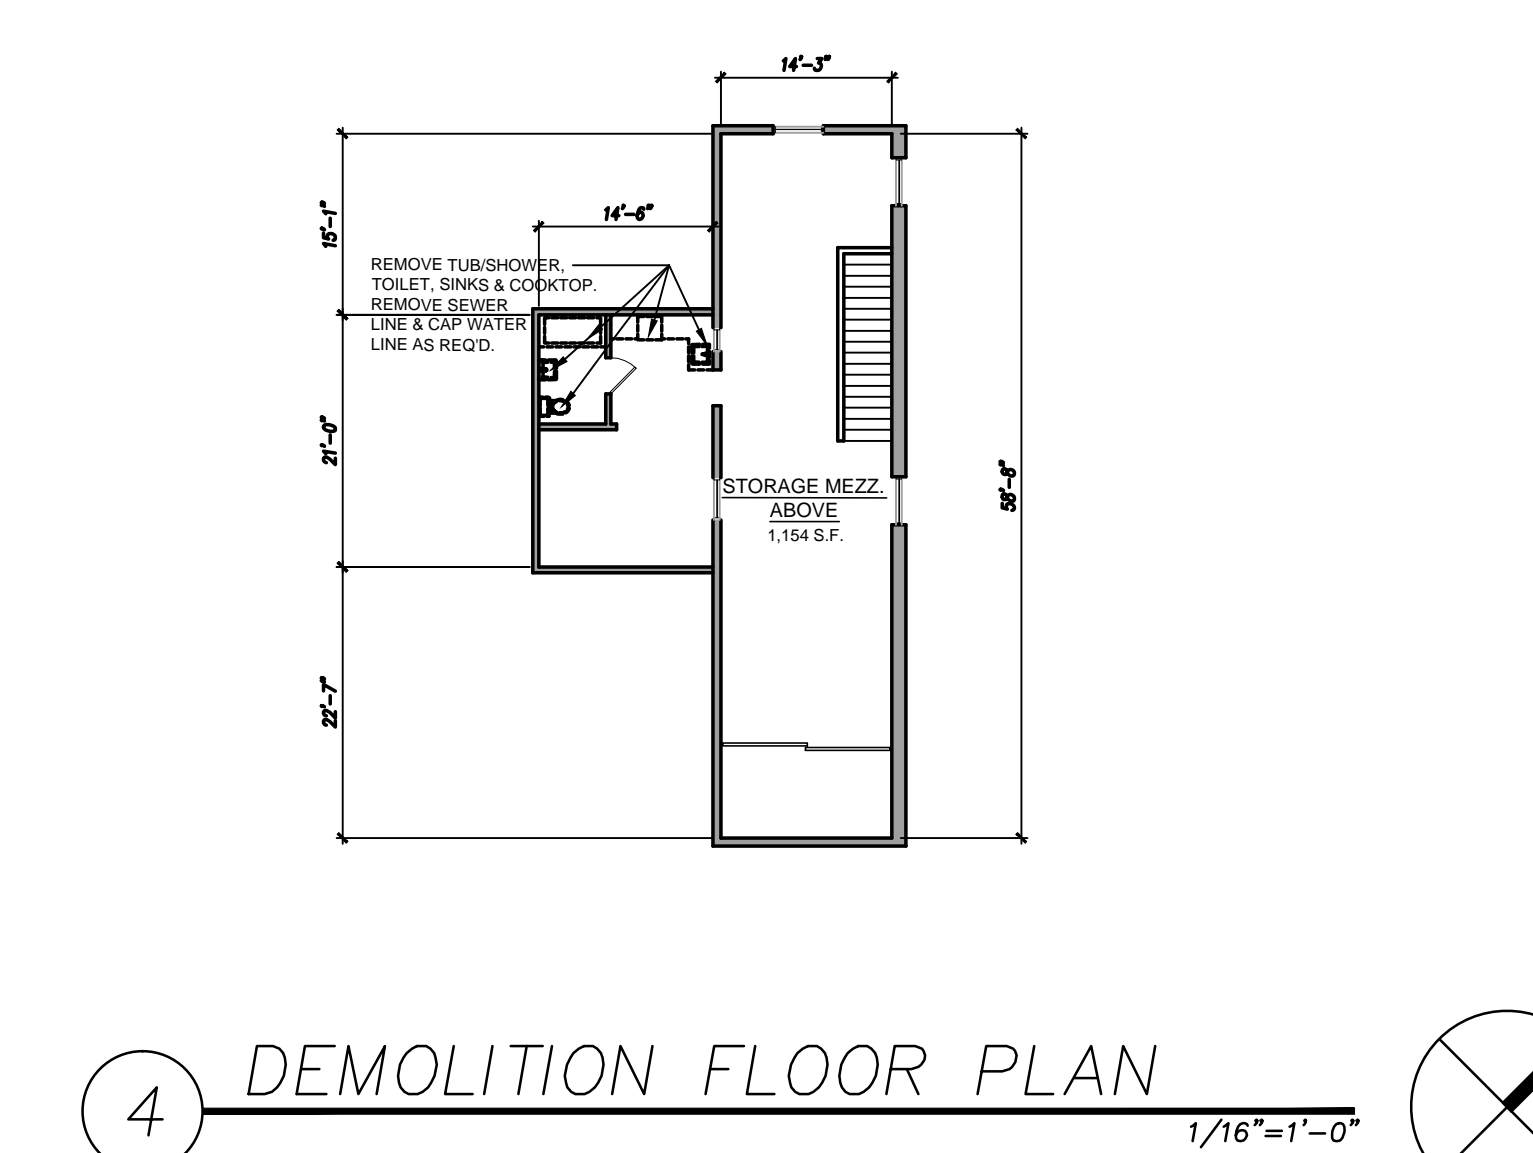 14'-3"
14'-6"
15'-1"
REMOVE TUB/SHOWER,
TOILET, SINKS & COOKTOP.
REMOVE SEWER
LINE & CAP WATER
LINE AS REQ'D.
21'-0"
58'-8"
STORAGE MEZZ.
ABOVE
1,154 S.F.
22'-7"
4
DEMOLITION FLOOR PLAN
1/16"=1'-0"